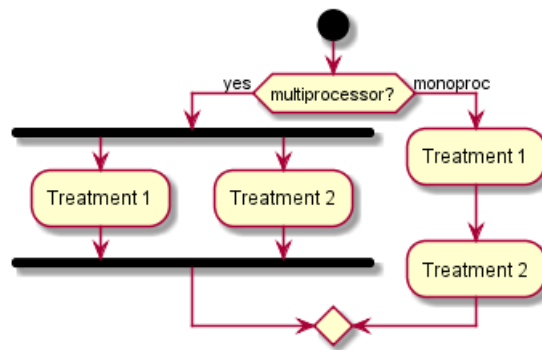 yes
multiprocessor?
monoproc
Treatment 1
Treatment 2
Treatment 1
Treatment 2